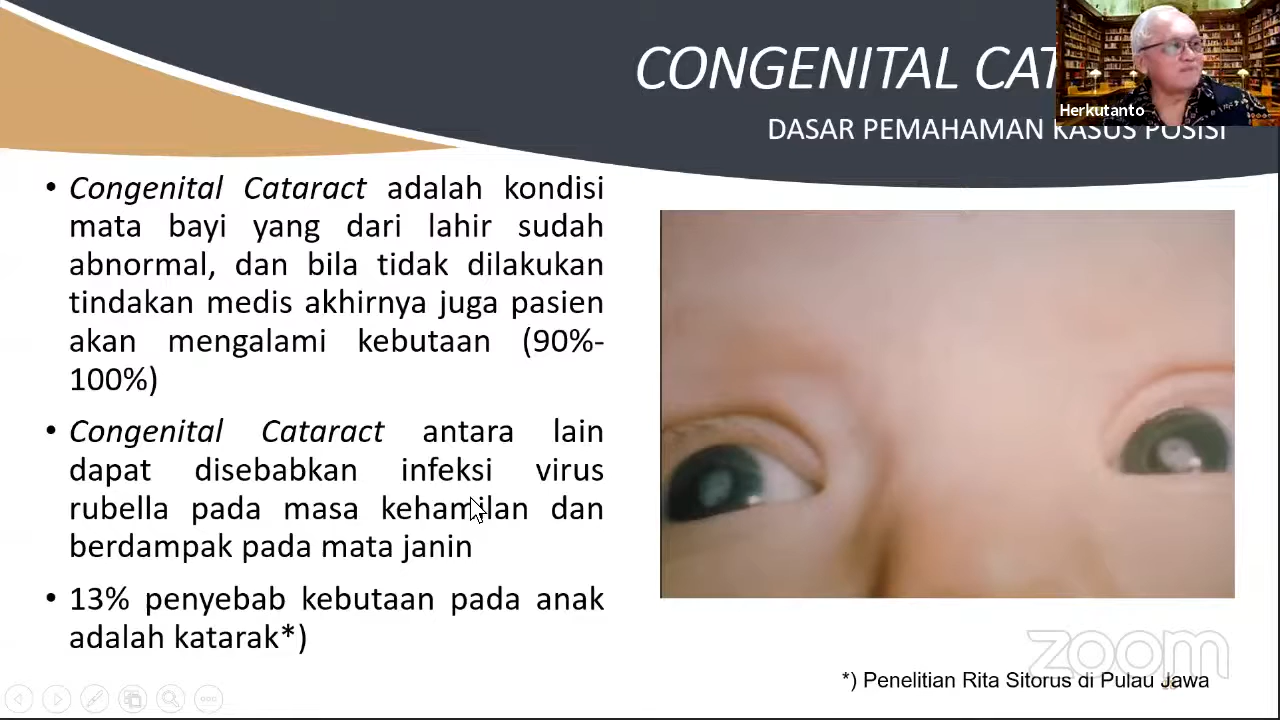 CONGENITAL CAT
Herkutanto
DASAR PEMAHAMAN KASUS POSISI
• Congenital Cataract adalah kondisi
mata bayi yang dari lahir sudah
abnormal, dan bila tidak dilakukan
tindakan medis akhirnya juga pasien
akan mengalami kebutaan (90%-
100%)
• Congenital Cataract antara lain
dapat disebabkan infeksi virus
rubella pada masa kehamilan dan
berdampak pada mata janin
• 13% penyebab kebutaan pada anak
adalah katarak*)
zoom
*) Penelitian Rita Sitorus di Pulau Jawa